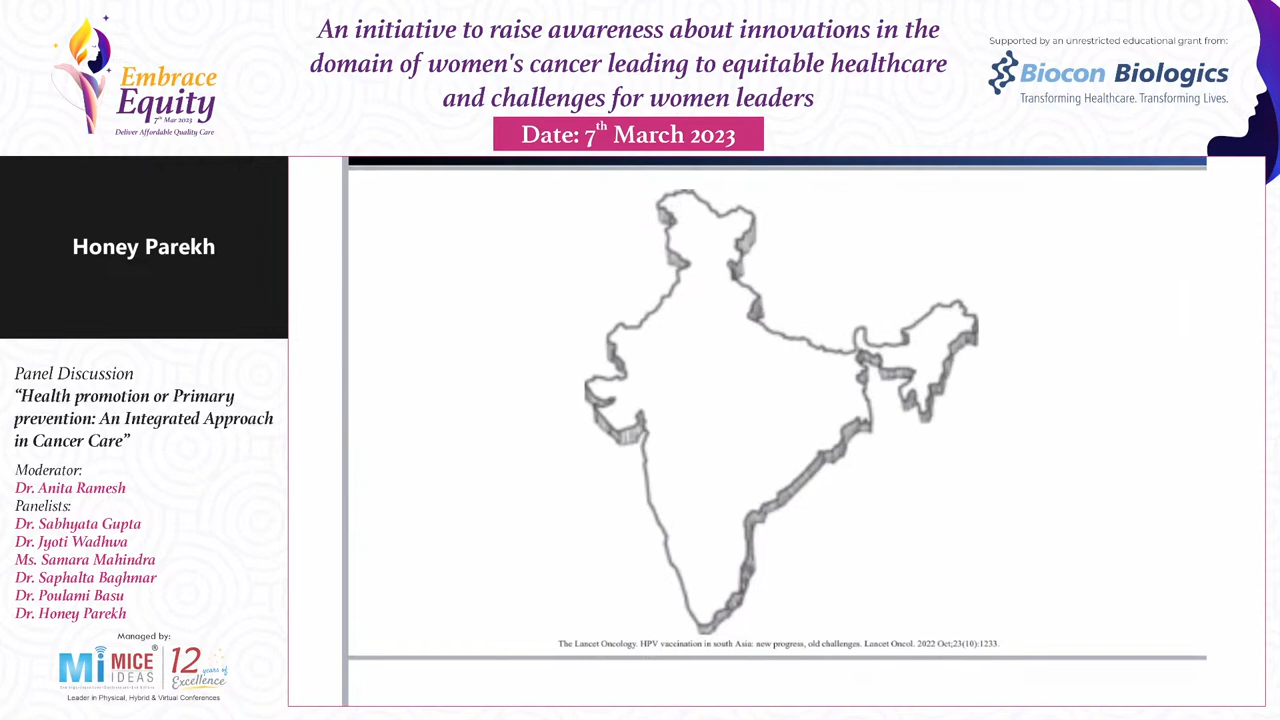 An initiative to raise awareness about innovations in the
domain of women's cancer leading to equitable healthcare
and challenges for women leaders
Date: 7th March 2023
Embrace
Equity
7th Mar 2023
Deliver Affordable Quality Care
Supported by an unrestricted educational grant from:
Biocon Biologics
Transforming Healthcare. Transforming Lives.
Honey Parekh
Panel Discussion
“Health promotion or Primary
prevention: An Integrated Approach
in Cancer Care”
Moderator:
Dr. Anita Ramesh
Panelists:
Dr. Sabhyata Gupta
Dr. Jyoti Wadhwa
Ms. Samara Mahindra
Dr. Saphalta Baghmar
Dr. Poulami Basu
Dr. Honey Parekh
Managed by:
Mi MICE IDEAS® 12 years of Excellence
Leader in Physical, Hybrid & Virtual Conferences
The Lancet Oncology. HPV vaccination in south Asia: new progress, old challenges. Lancet Oncol. 2022 Oct;23(10):1233.